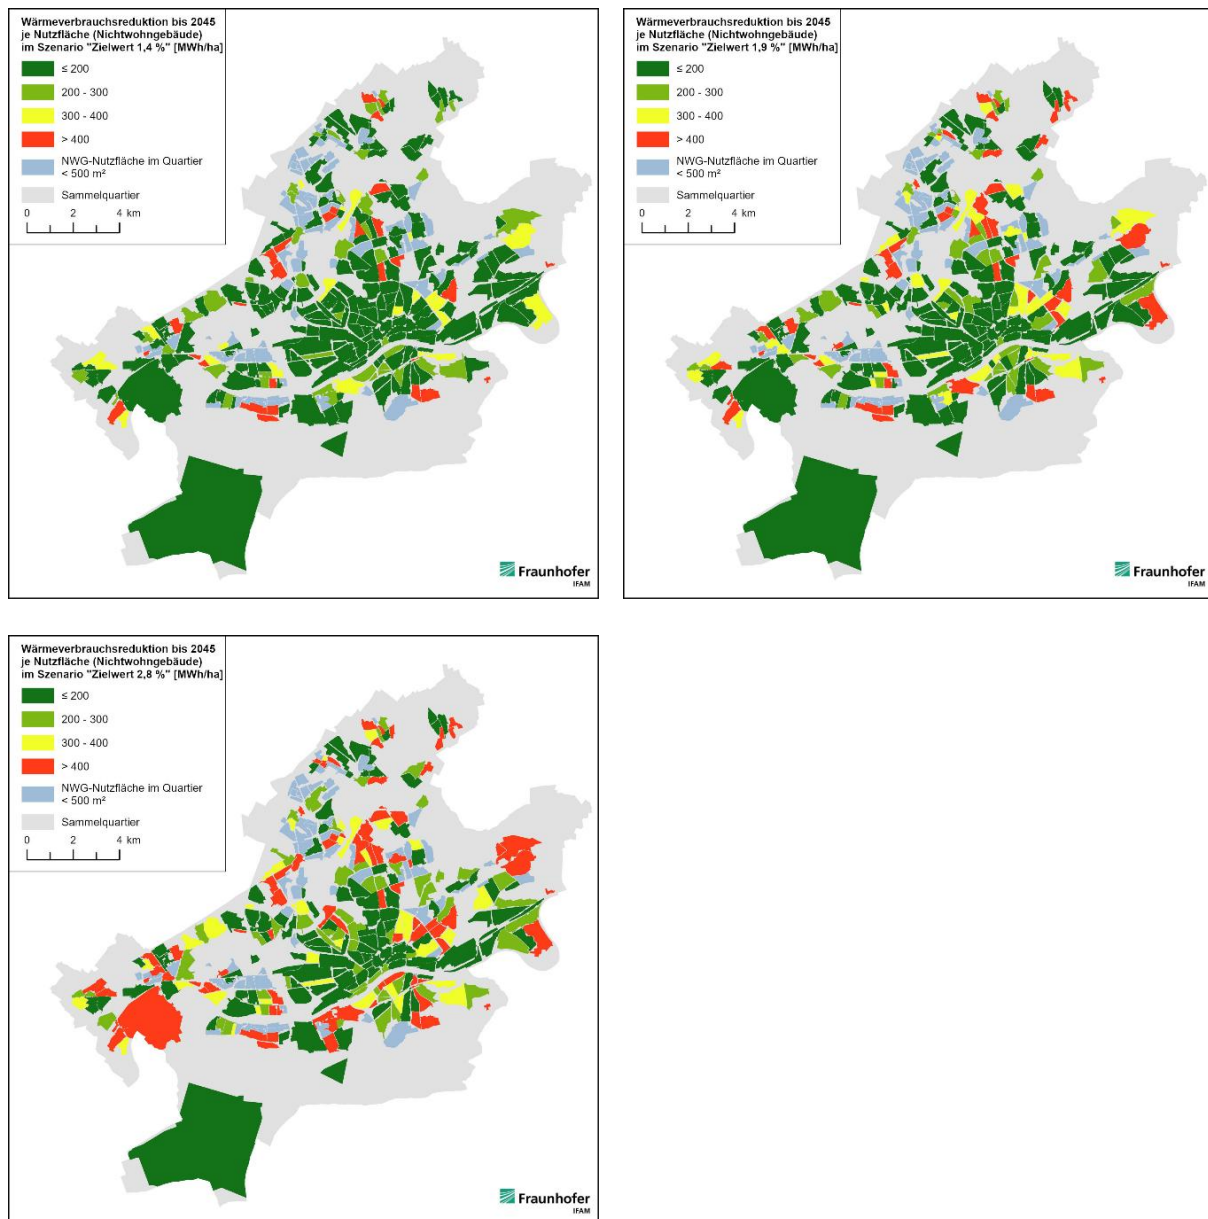 Wärmeverbrauchsreduktion bis 2045
je Nutzfläche (Nichtwohngebäude)
im Szenario "Zielwert 1,4 %" [MWh/ha]
≤ 200
200 - 300
300 - 400
> 400
NWG-Nutzfläche im Quartier
< 500 m²
Sammelquartier
0 2 4 km
Fraunhofer
IFAM
Wärmeverbrauchsreduktion bis 2045
je Nutzfläche (Nichtwohngebäude)
im Szenario "Zielwert 1,9 %" [MWh/ha]
≤ 200
200 - 300
300 - 400
> 400
NWG-Nutzfläche im Quartier
< 500 m²
Sammelquartier
0 2 4 km
Fraunhofer
IFAM
Wärmeverbrauchsreduktion bis 2045
je Nutzfläche (Nichtwohngebäude)
im Szenario "Zielwert 2,8 %" [MWh/ha]
≤ 200
200 - 300
300 - 400
> 400
NWG-Nutzfläche im Quartier
< 500 m²
Sammelquartier
0 2 4 km
Fraunhofer
IFAM